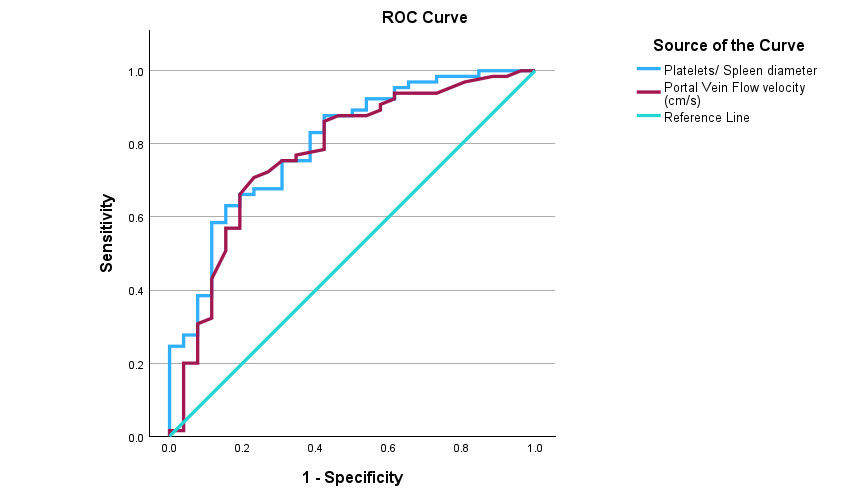 ROC Curve
Source of the Curve
Platelets/ Spleen diameter
Portal Vein Flow velocity
(cm/s)
Reference Line
Sensitivity
1.0
0.8
0.6
0.4
0.2
0.0
0.0 0.2 0.4 0.6 0.8 1.0
1 - Specificity